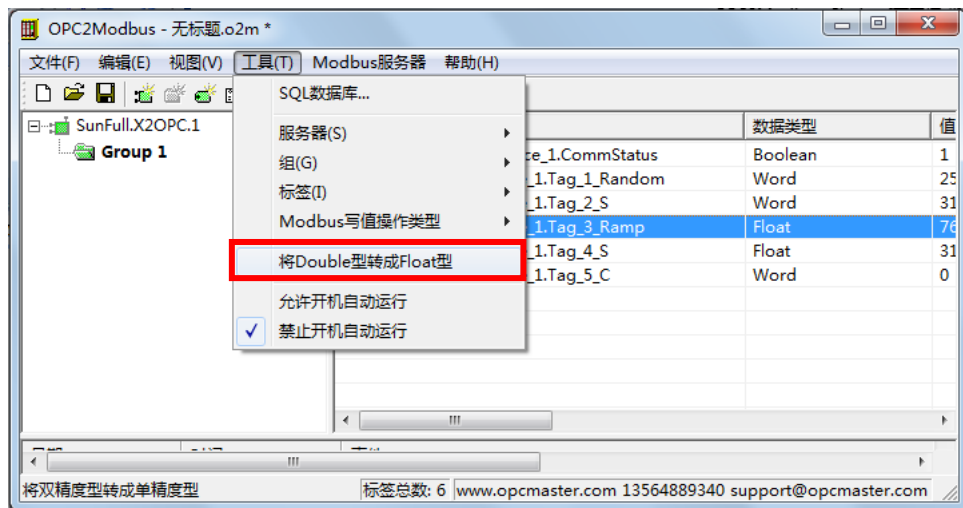 OPC2Modbus - 无标题.o2m *
文件(F) 编辑(E) 视图(V) 工具(T) Modbus服务器 帮助(H)
SQL数据库...
SunFull.X2OPC.1
服务器(S)
数据类型
值
Group 1
组(G)
ce_1.CommStatus
Boolean
1
标签(I)
_1.Tag_1_Random
Word
25
Modbus写值操作类型
_1.Tag_2_S
Word
31
_1.Tag_3_Ramp
Float
76
将Double型转成Float型
_1.Tag_4_S
Float
31
_1.Tag_5_C
Word
0
允许开机自动运行
禁止开机自动运行
将双精度型转成单精度型
标签总数: 6
www.opcmaster.com 13564889340 support@opcmaster.com